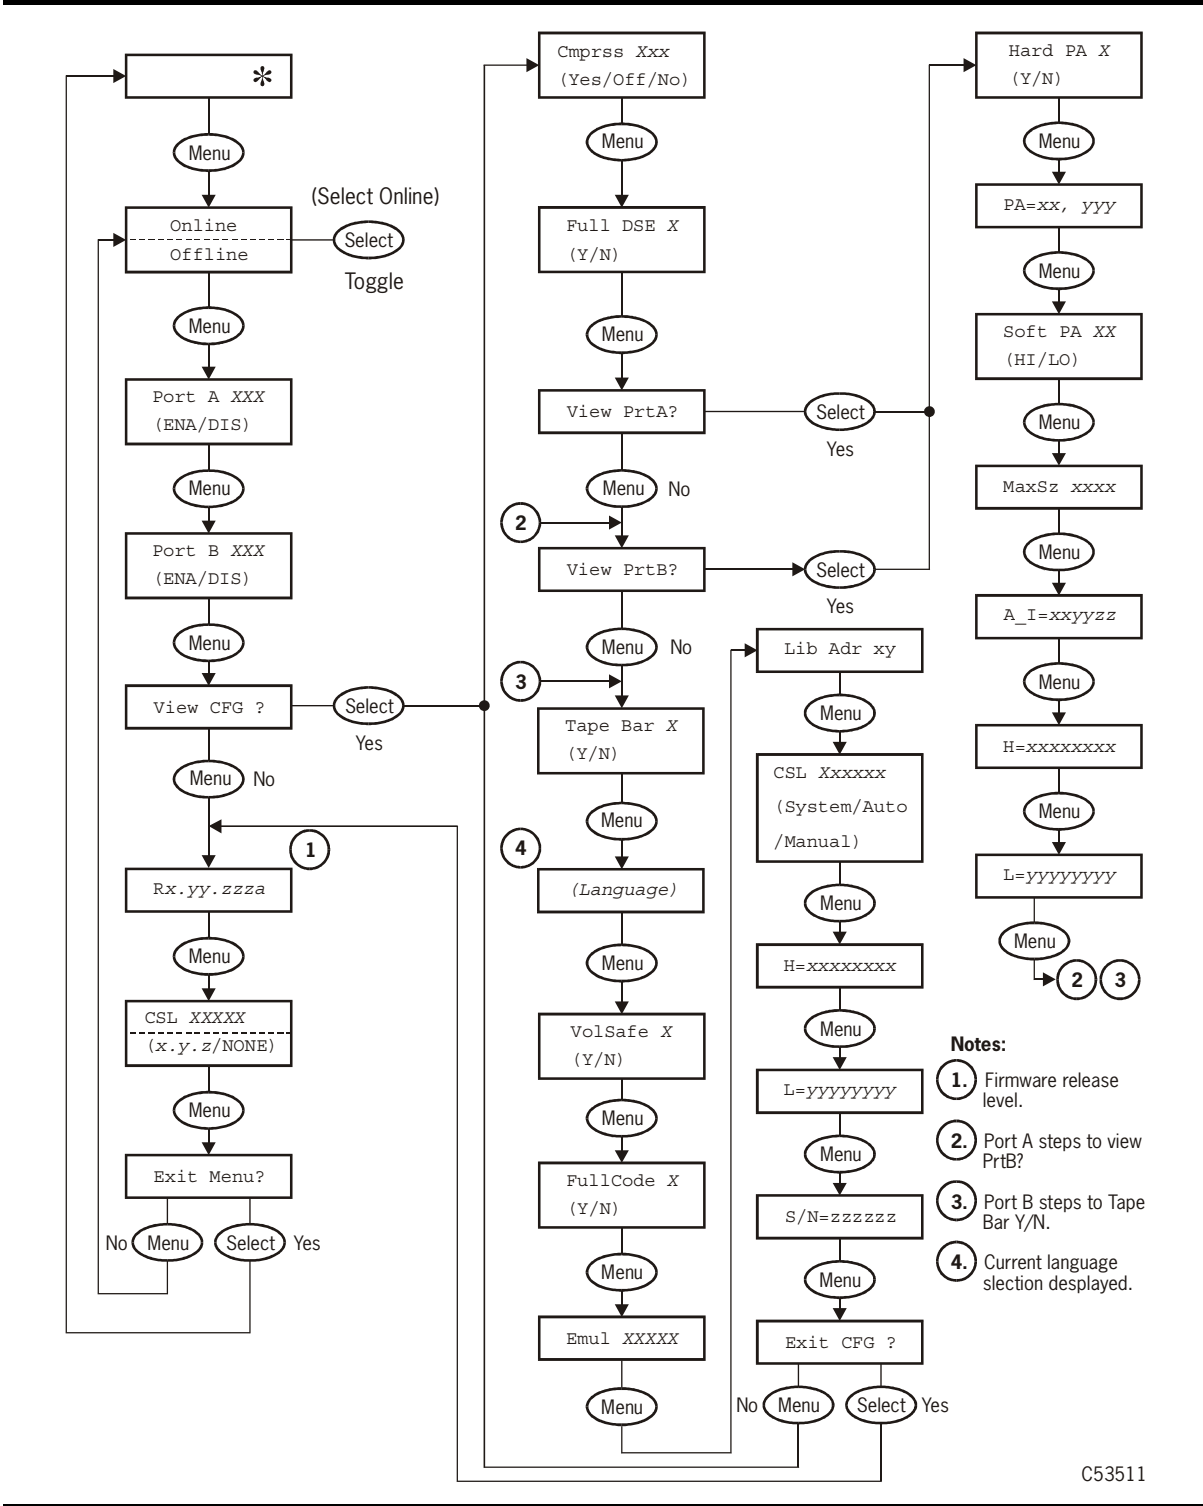 *
Menu
Online
Offline
(Select Online)
Select
Toggle
Menu
Port A XXX
(ENA/DIS)
Menu
Port B XXX
(ENA/DIS)
Menu
View CFG ?
Select
Yes
Menu No
1
Rx.yy.zzza
Menu
CSL XXXXX
(x.y.z/NONE)
Menu
Exit Menu?
No Menu
Select Yes
Cmprss Xxx
(Yes/Off/No)
Menu
Full DSE X
(Y/N)
Menu
View PrtA?
Select
Yes
Menu No
2
View PrtB?
Select
Yes
Menu No
3
Tape Bar X
(Y/N)
Menu
4
(Language)
Menu
VolSafe X
(Y/N)
Menu
FullCode X
(Y/N)
Menu
Emul XXXXX
Menu
Lib Adr xy
Menu
CSL Xxxxxx
(System/Auto
/Manual)
Menu
H=xxxxxxxx
Menu
L=yyyyyyyy
Menu
S/N=zzzzzz
Menu
Exit CFG ?
No Menu
Select Yes
Hard PA X
(Y/N)
Menu
PA=xx, yyy
Menu
Soft PA XX
(HI/LO)
Menu
MaxSz xxxx
Menu
A_I=xxyyzz
Menu
H=xxxxxxxx
Menu
L=yyyyyyyy
Menu
2 3
Notes:
1. Firmware release
level.
2. Port A steps to view
PrtB?
3. Port B steps to Tape
Bar Y/N.
4. Current language
slection desplayed.
C53511